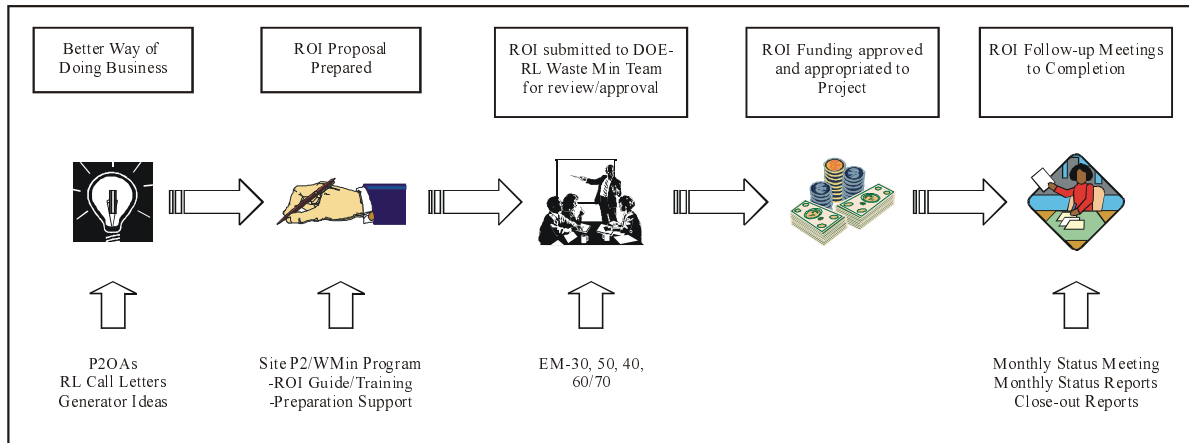 Better Way of
Doing Business
ROI Proposal
Prepared
ROI submitted to DOE-
RL Waste Min Team
for review/approval
ROI Funding approved
and appropriated to
Project
ROI Follow-up Meetings
to Completion
P2OAs
RL Call Letters
Generator Ideas
Site P2/WMin Program
-ROI Guide/Training
-Preparation Support
EM-30, 50, 40,
60/70
Monthly Status Meeting
Monthly Status Reports
Close-out Reports